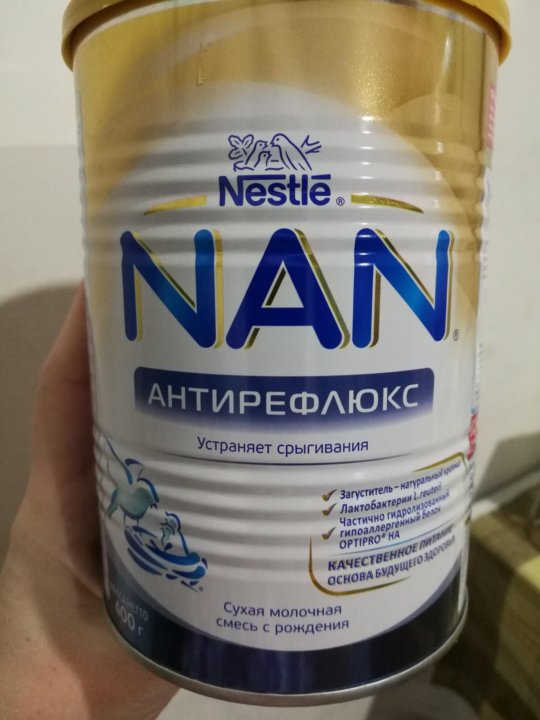 Nestlé®
NAN®
АНТИРЕФЛЮКС
Устраняет срыгивания
Загуститель – натуральный крахмал
Лактобактерии L.reuteri
Частично гидролизованный
гипоаллергенный белок
OPTIPRO® HA
КАЧЕСТВЕННОЕ ПИТАНИЕ-
ОСНОВА БУДУЩЕГО ЗДОРОВЬЯ
НЕТТО
400 г
Сухая молочная
смесь с рождения